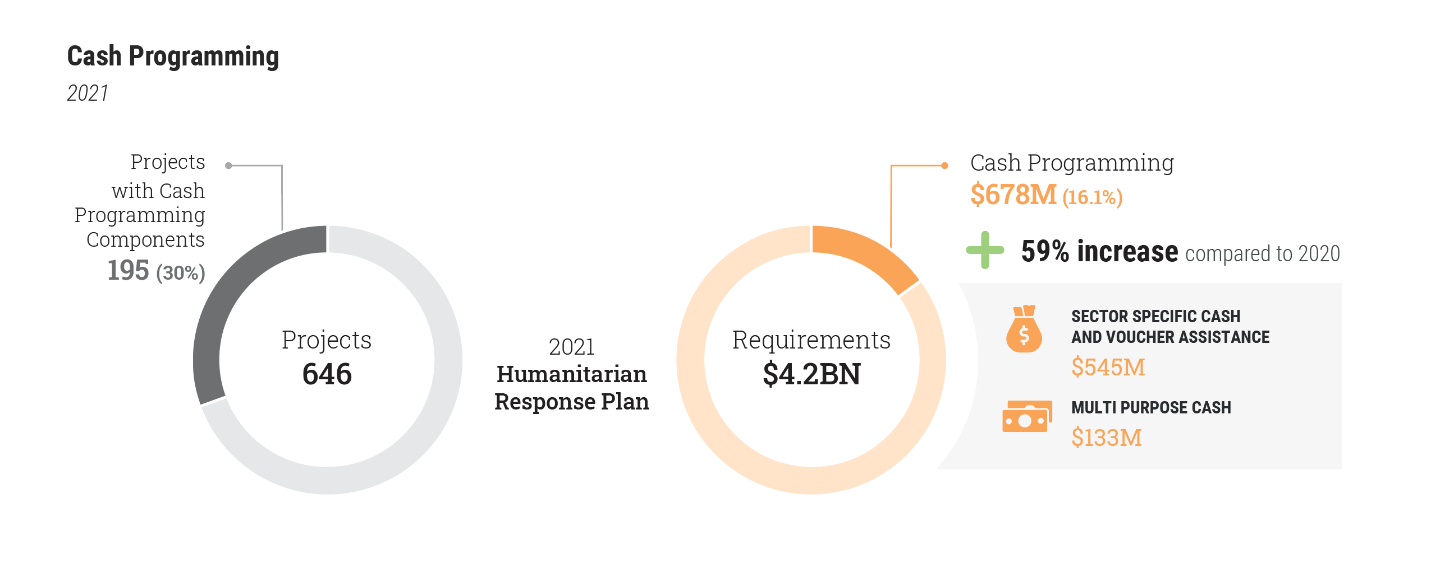 Cash Programming
2021
Projects
with Cash
Programming
Components
195 (30%)
Projects
646
2021
Humanitarian
Response Plan
Requirements
$4.2BN
Cash Programming
$678M (16.1%)
59% increase compared to 2020
$
SECTOR SPECIFIC CASH
AND VOUCHER ASSISTANCE
$545M
MULTI PURPOSE CASH
$133M